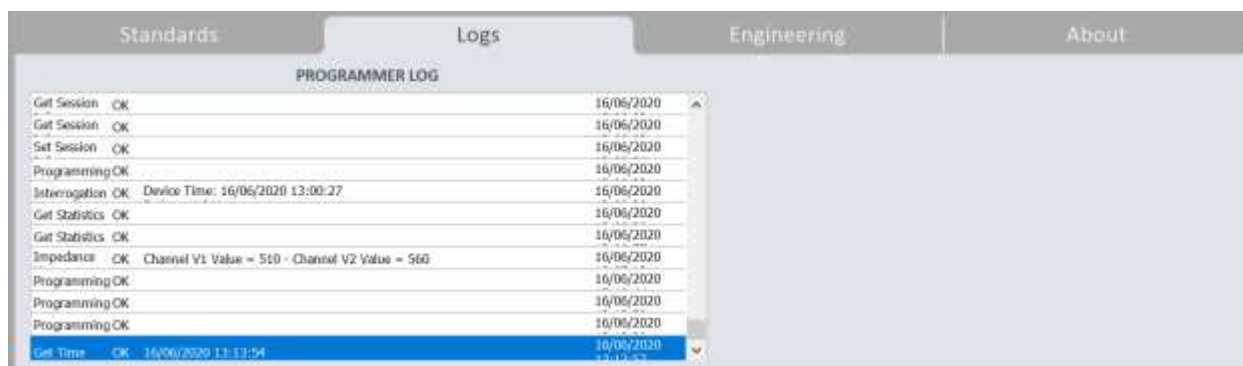 Standards Logs Engineering About
PROGRAMMER LOG
Get Session OK 16/06/2020
Get Session OK 16/06/2020
Set Session OK 16/06/2020
Programming OK 16/06/2020
Interrogation OK Device Time: 16/06/2020 13:00:27 16/06/2020
Get Statistics OK 16/06/2020
Get Statistics OK 16/06/2020
Impedance OK Channel V1 Value = 510 - Channel V2 Value = 560 16/06/2020
Programming OK 16/06/2020
Programming OK 16/06/2020
Programming OK 16/06/2020
Get Time OK 16/06/2020 13:13:54 16/06/2020